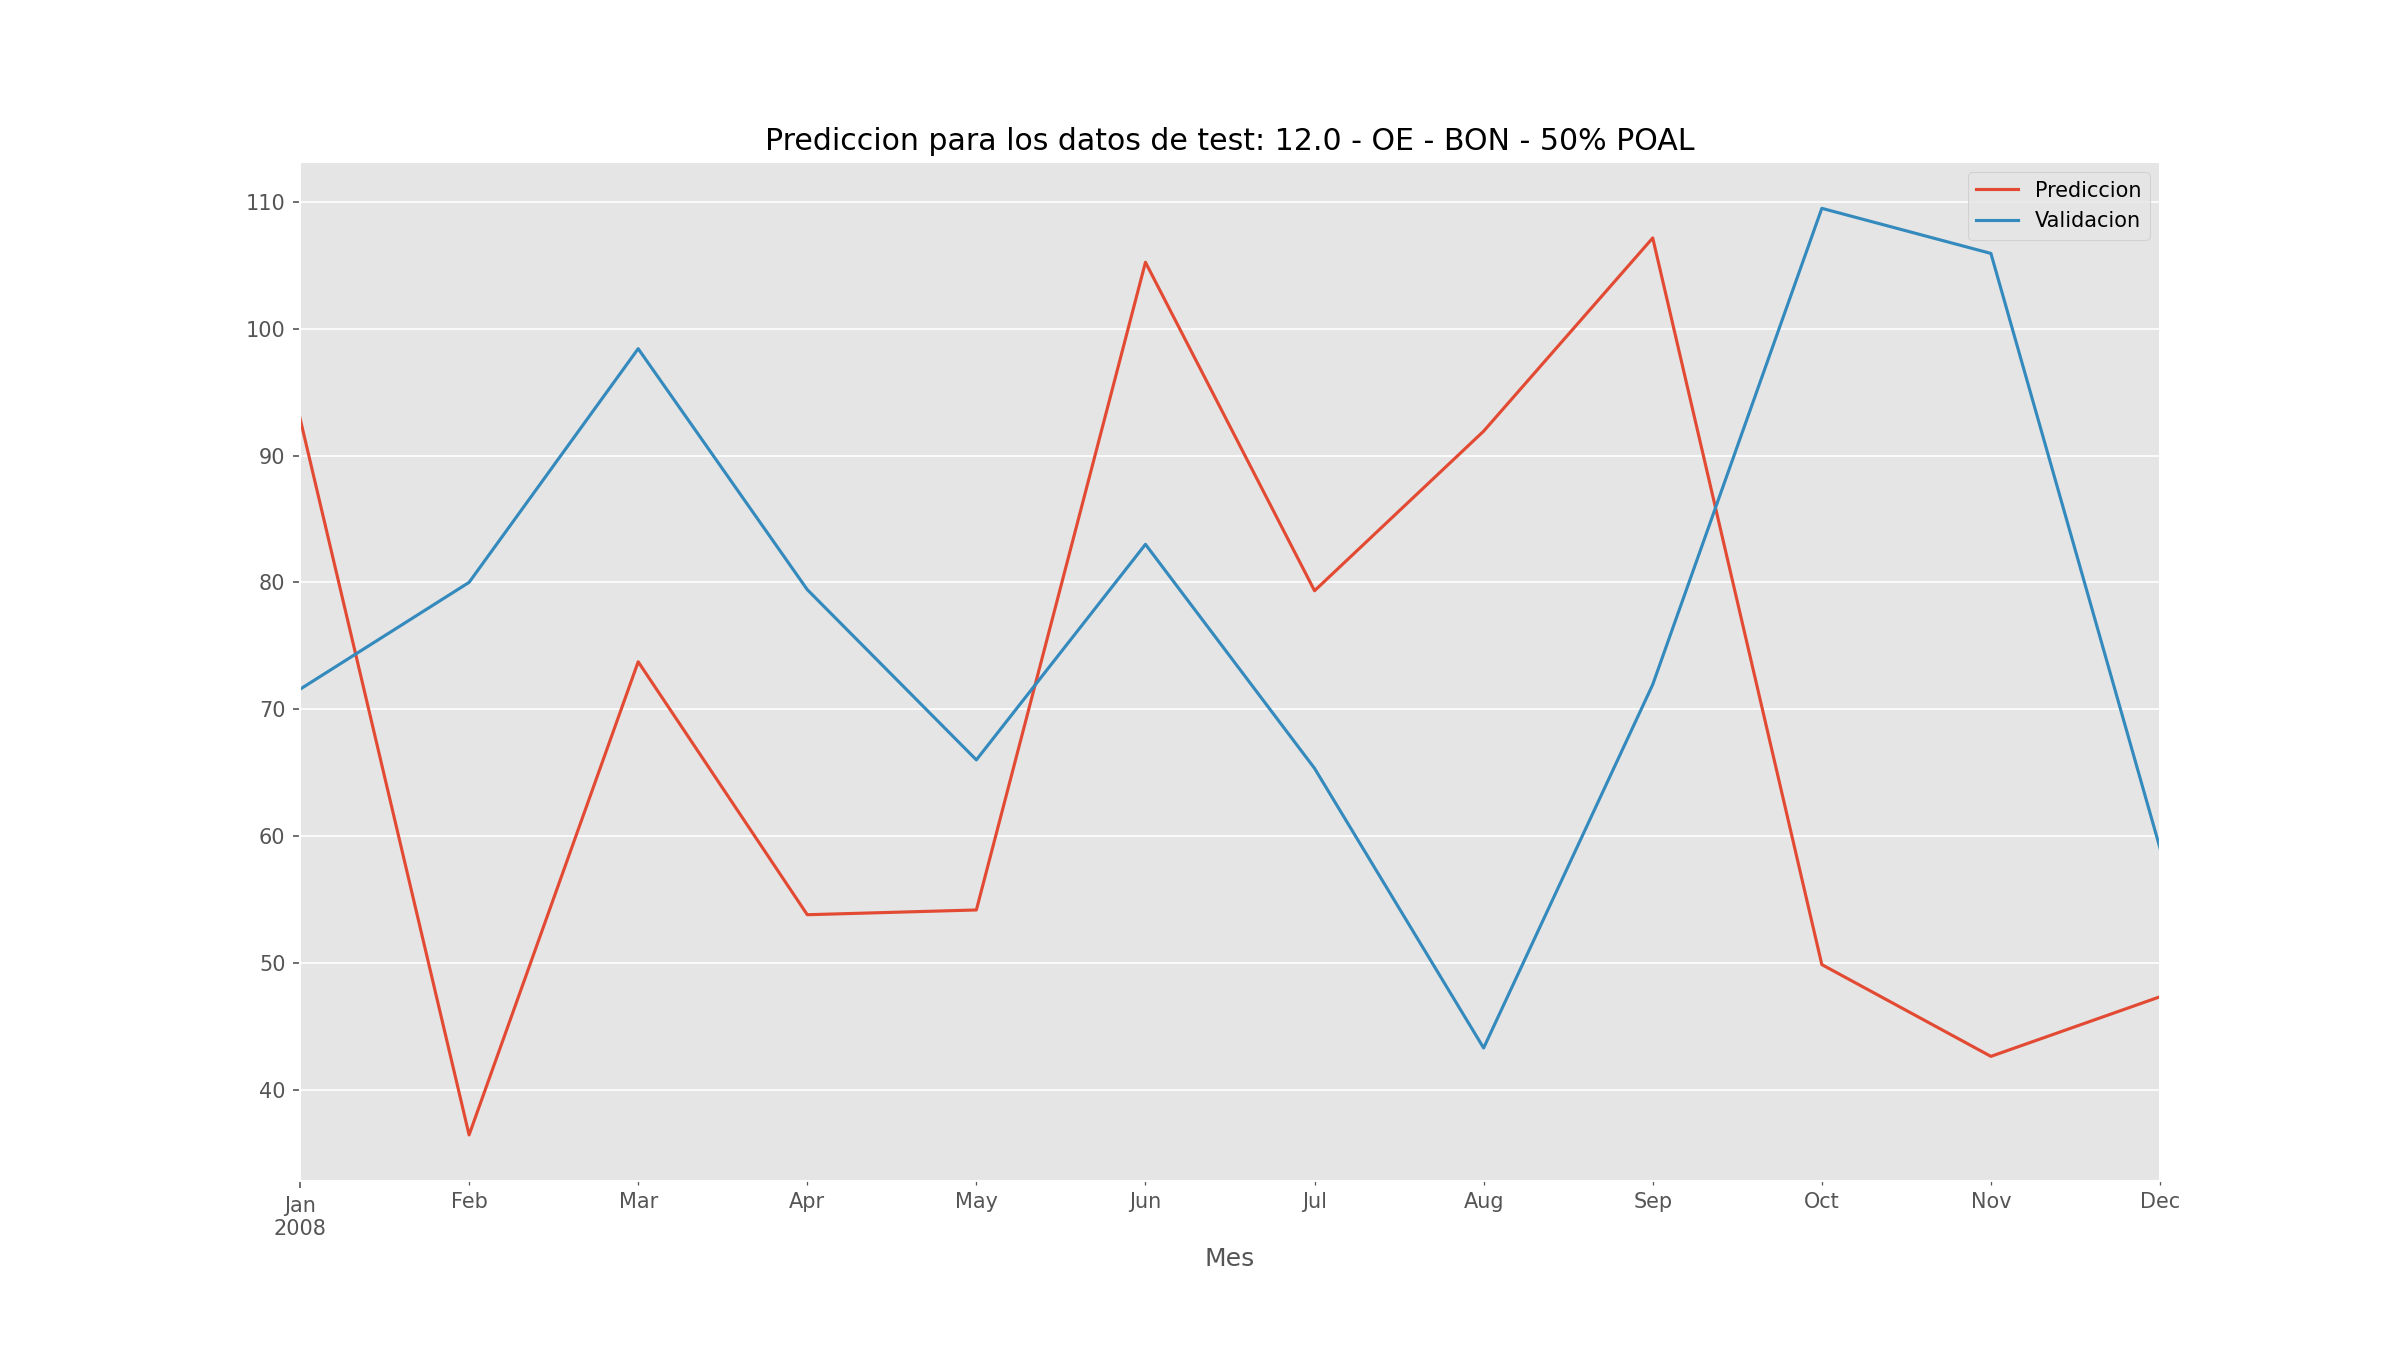 Prediccion para los datos de test: 12.0 - OE - BON - 50% POAL
Prediccion
Validacion
110
100
90
80
70
60
50
40
Jan Feb Mar Apr May Jun Jul Aug Sep Oct Nov Dec
2008
Mes